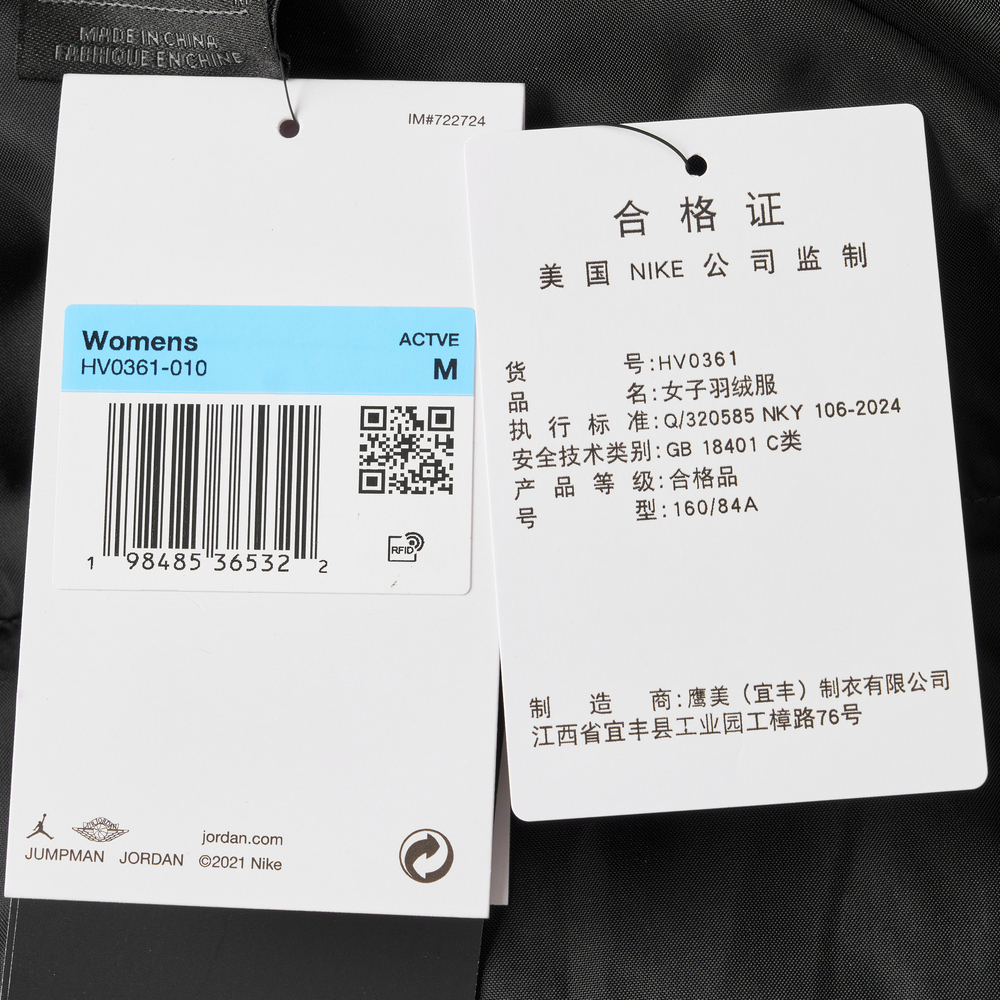 MADE IN CHINA
FABRIQUE EN CHINE
IM#722724
Womens
ACTVE
HV0361-010
M
1 98485 36532 2
RFID
JUMPMAN
JORDAN
jordan.com
©2021 Nike
合格证
美国 NIKE 公司监制
货号:HV0361
品名:女子羽绒服
执行标准:Q/320585 NKY 106-2024
安全技术类别:GB 18401 C类
产品等级:合格品
号型:160/84A
制造商:鹰美（宜丰）制衣有限公司
江西省宜丰县工业园工樟路76号